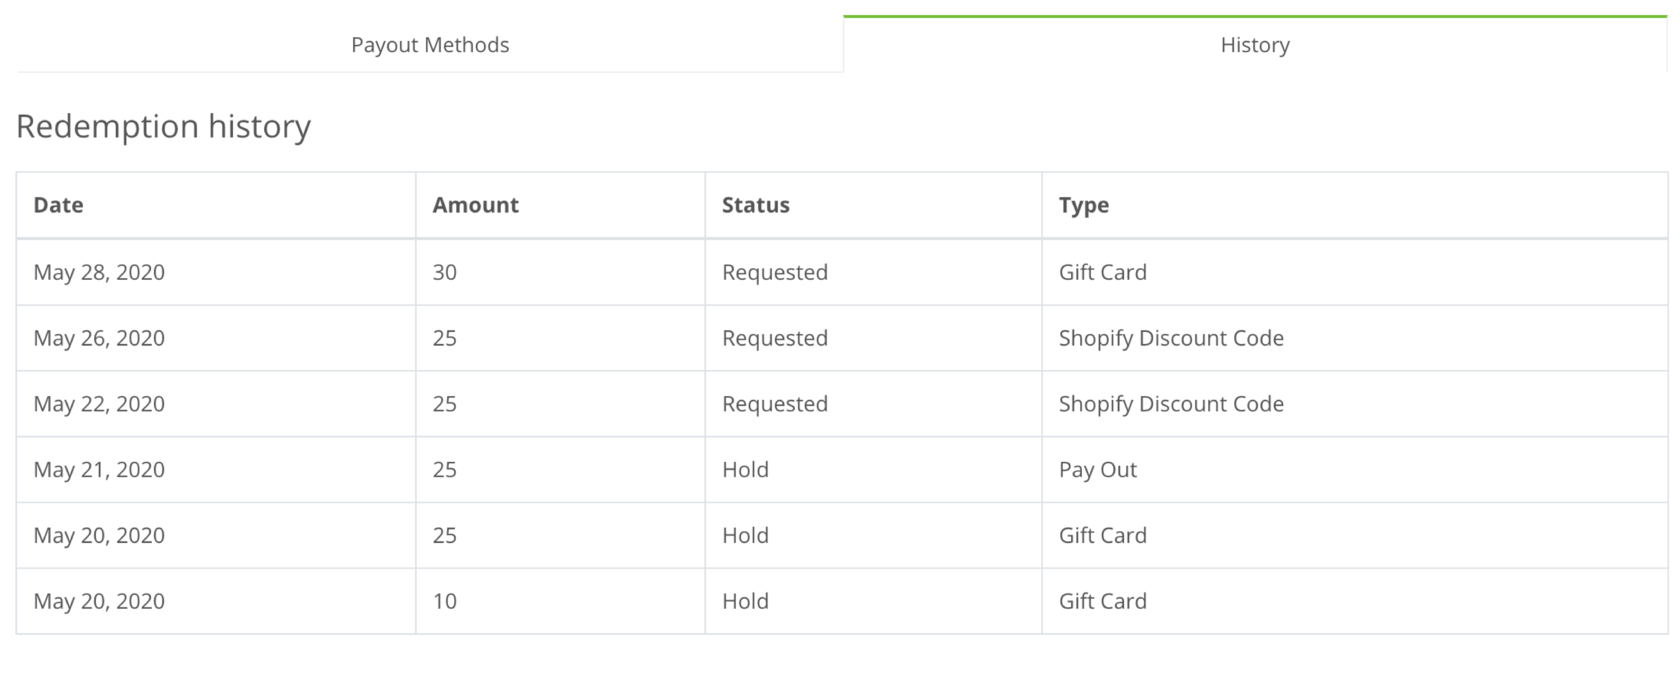 Payout Methods History
Redemption history
Date Amount Status Type
May 28, 2020 30 Requested Gift Card
May 26, 2020 25 Requested Shopify Discount Code
May 22, 2020 25 Requested Shopify Discount Code
May 21, 2020 25 Hold Pay Out
May 20, 2020 25 Hold Gift Card
May 20, 2020 10 Hold Gift Card